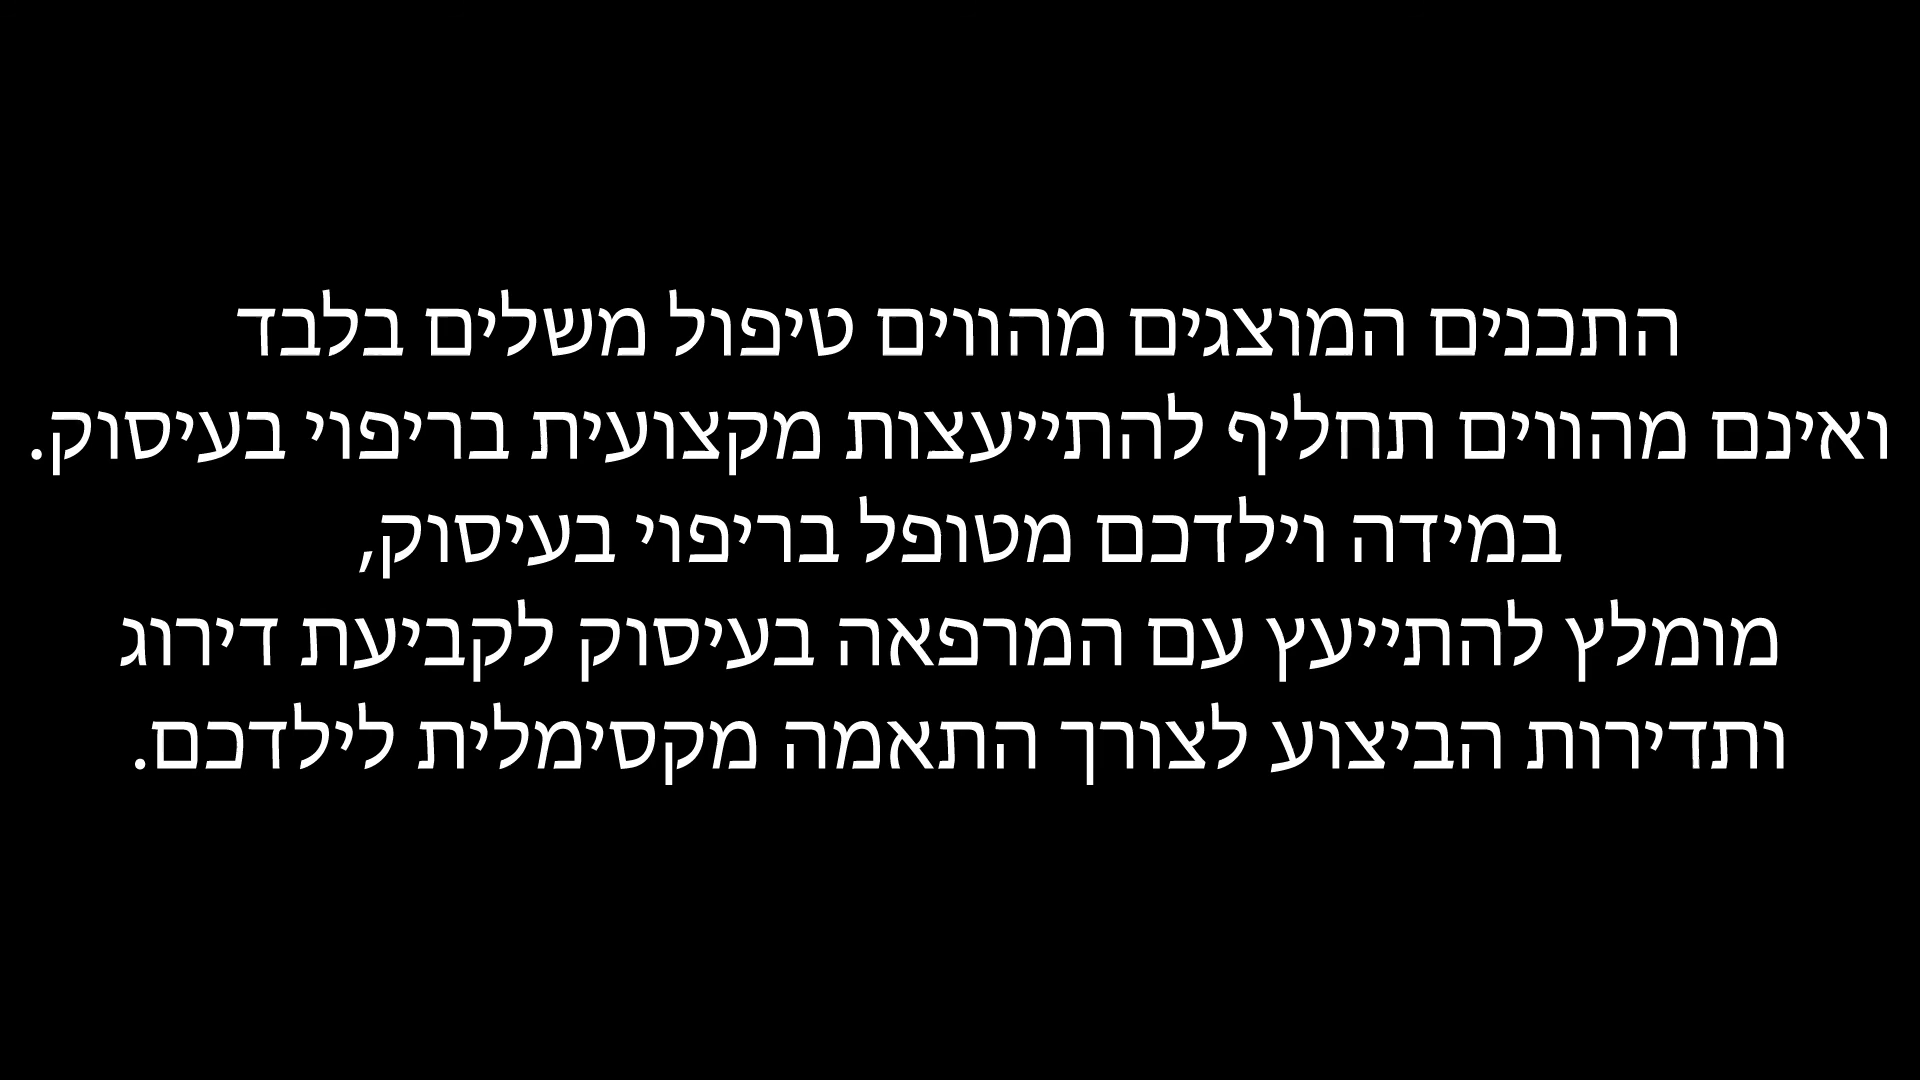 התכנים המוצגים מהווים טיפול משלים בלבד
ואינם מהווים תחליף להתייעצות מקצועית בריפוי בעיסוק.
במידה וילדכם מטופל בריפוי בעיסוק,
מומלץ להתייעץ עם המרפאה בעיסוק לקביעת דירוג
ותדירות הביצוע לצורך התאמה מקסימלית לילדכם.